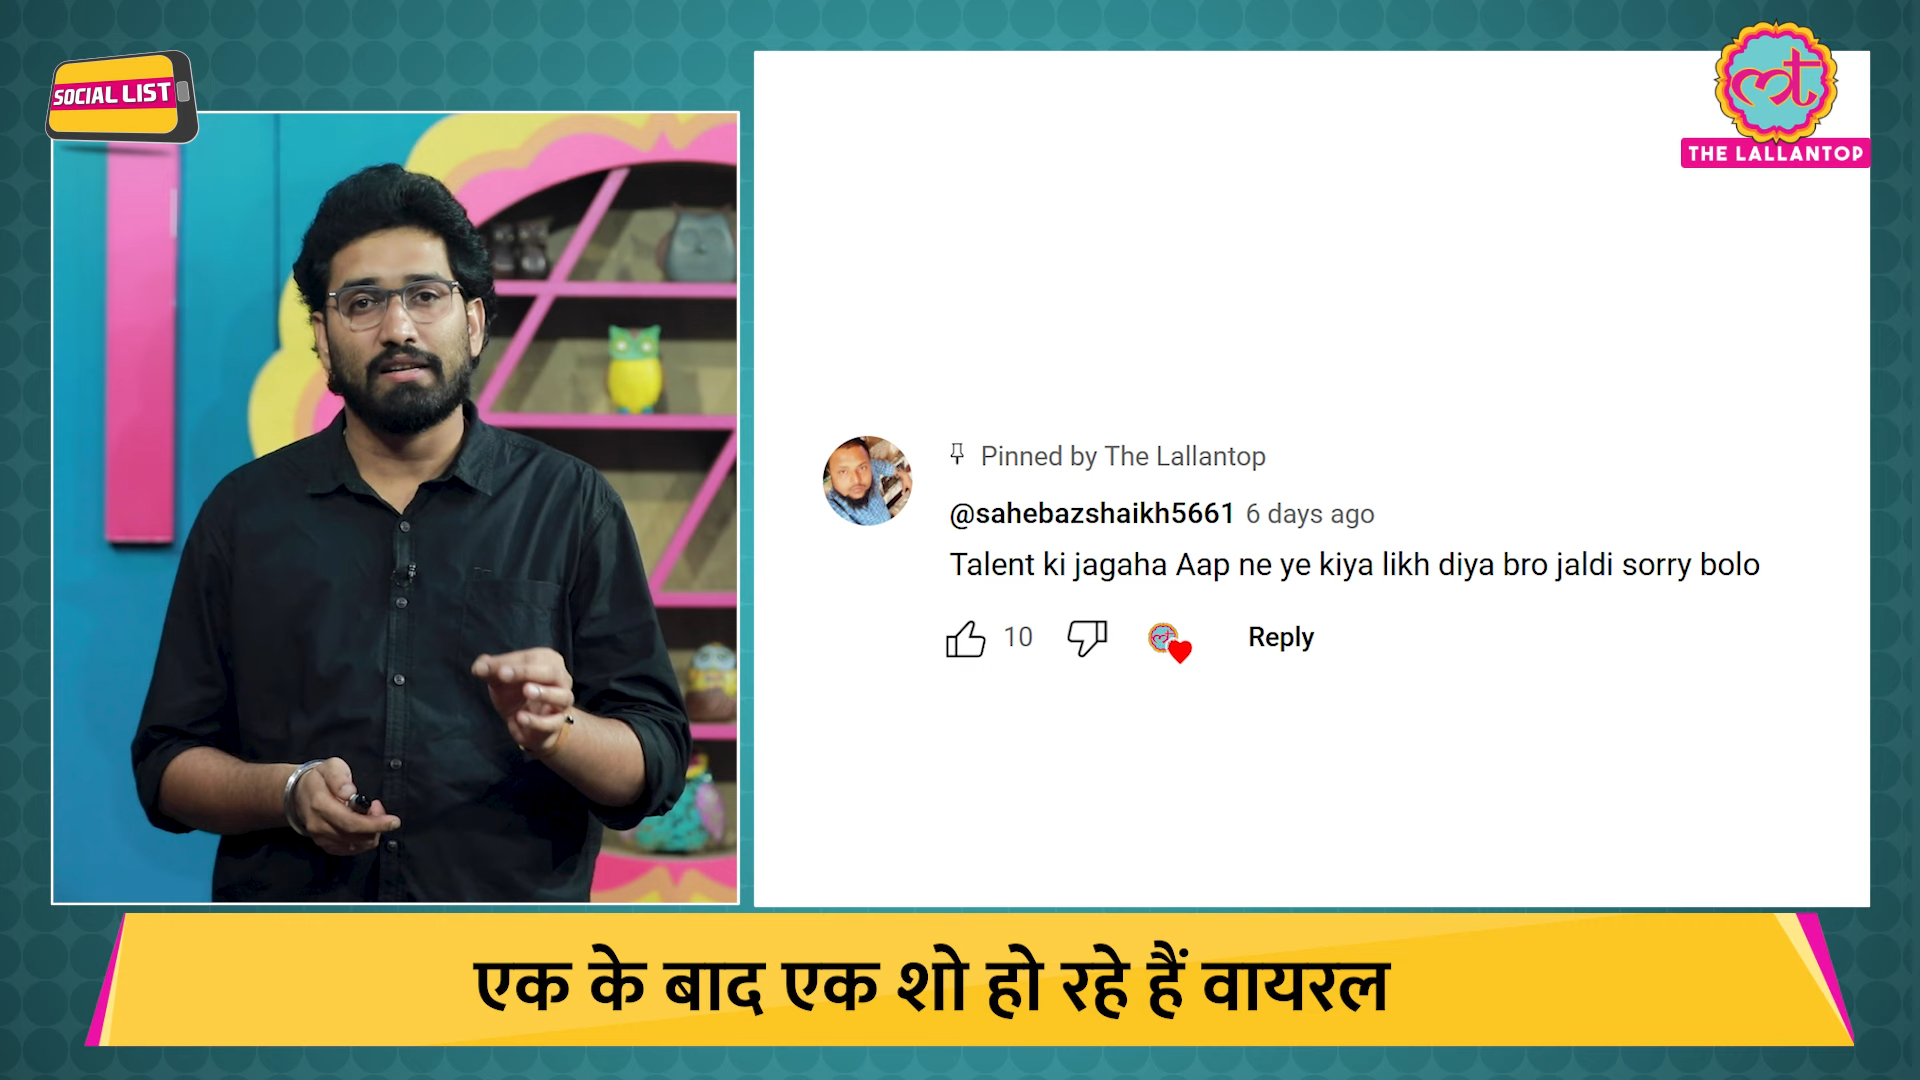 SOCIAL LIST
THE LALLANTOP
Pinned by The Lallantop
@sahebazshaikh5661 6 days ago
Talent ki jagaha Aap ne ye kiya likh diya bro jaldi sorry bolo
10
Reply
एक के बाद एक शो हो रहे हैं वायरल